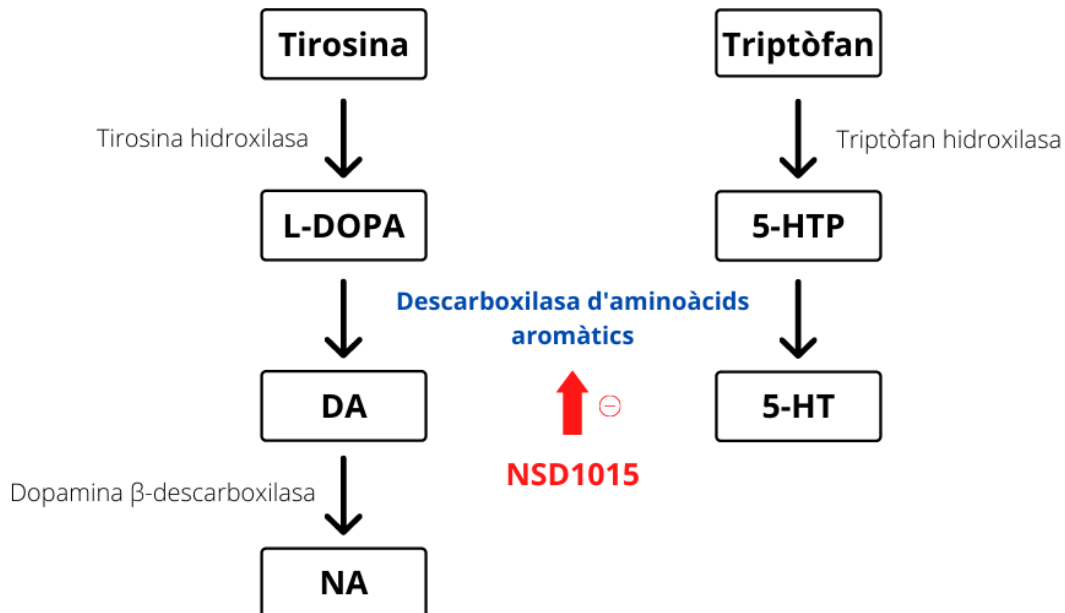 Tirosina
Triptòfan
Tirosina hidroxilasa
Triptòfan hidroxilasa
L-DOPA
5-HTP
Descarboxilasa d'aminoàcids
aromàtics
DA
5-HT
NSD1015
Dopamina β-descarboxilasa
NA